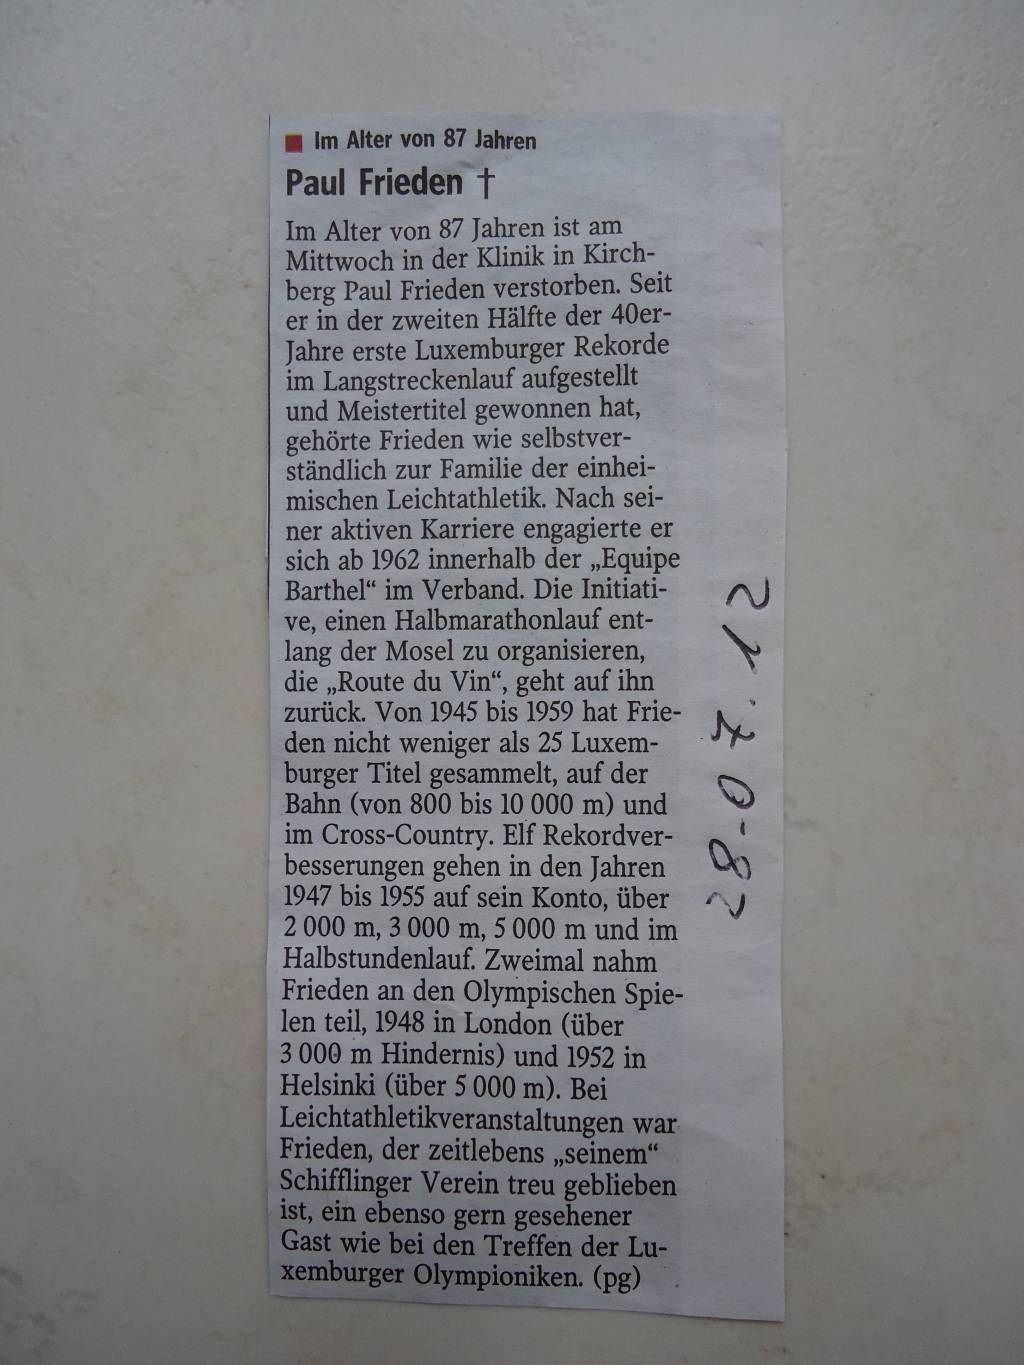 Im Alter von 87 Jahren
Paul Frieden †
Im Alter von 87 Jahren ist am
Mittwoch in der Klinik in Kirch-
berg Paul Frieden verstorben. Seit
er in der zweiten Hälfte der 40er-
Jahre erste Luxemburger Rekorde
im Langstreckenlauf aufgestellt
und Meistertitel gewonnen hat,
gehörte Frieden wie selbstver-
ständlich zur Familie der einhei-
mischen Leichtathletik. Nach sei-
ner aktiven Karriere engagierte er
sich ab 1962 innerhalb der „Equipe
Barthel“ im Verband. Die Initiati-
ve, einen Halbmarathonlauf ent-
lang der Mosel zu organisieren,
die „Route du Vin“, geht auf ihn
zurück. Von 1945 bis 1959 hat Frie-
den nicht weniger als 25 Luxem-
burger Titel gesammelt, auf der
Bahn (von 800 bis 10 000 m) und
im Cross-Country. Elf Rekordver-
besserungen gehen in den Jahren
1947 bis 1955 auf sein Konto, über
2 000 m, 3 000 m, 5 000 m und im
Halbstundenlauf. Zweimal nahm
Frieden an den Olympischen Spie-
len teil, 1948 in London (über
3 000 m Hindernis) und 1952 in
Helsinki (über 5 000 m). Bei
Leichtathletikveranstaltungen war
Frieden, der zeitlebens „seinem“
Schifflinger Verein treu geblieben
ist, ein ebenso gern gesehener
Gast wie bei den Treffen der Lu-
xemburger Olympioniken. (pg)
28-07.12